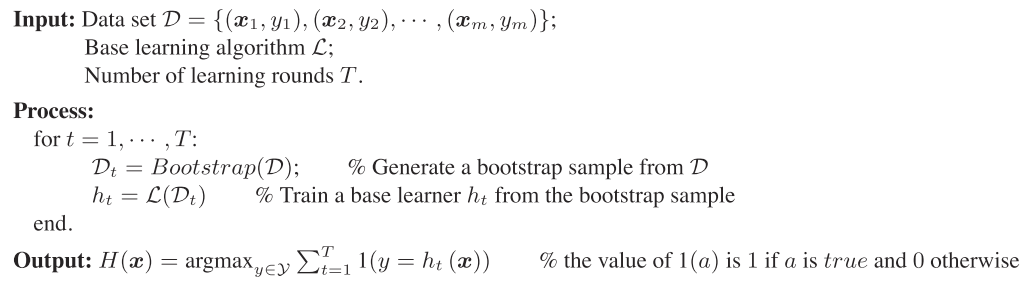 Input: Data set 𝒟 = {(𝒙₁, y₁), (𝒙₂, y₂), ⋯ , (𝒙ₘ, yₘ)};
Base learning algorithm ℒ;
Number of learning rounds T.
Process:
for t = 1, ⋯ , T:
𝒟ₜ = Bootstrap(𝒟); % Generate a bootstrap sample from 𝒟
hₜ = ℒ(𝒟ₜ) % Train a base learner hₜ from the bootstrap sample
end.
Output: H(𝒙) = argmax_{y∈𝒴} ∑_{t=1}^{T} 1(y = hₜ (𝒙)) % the value of 1(a) is 1 if a is true and 0 otherwise